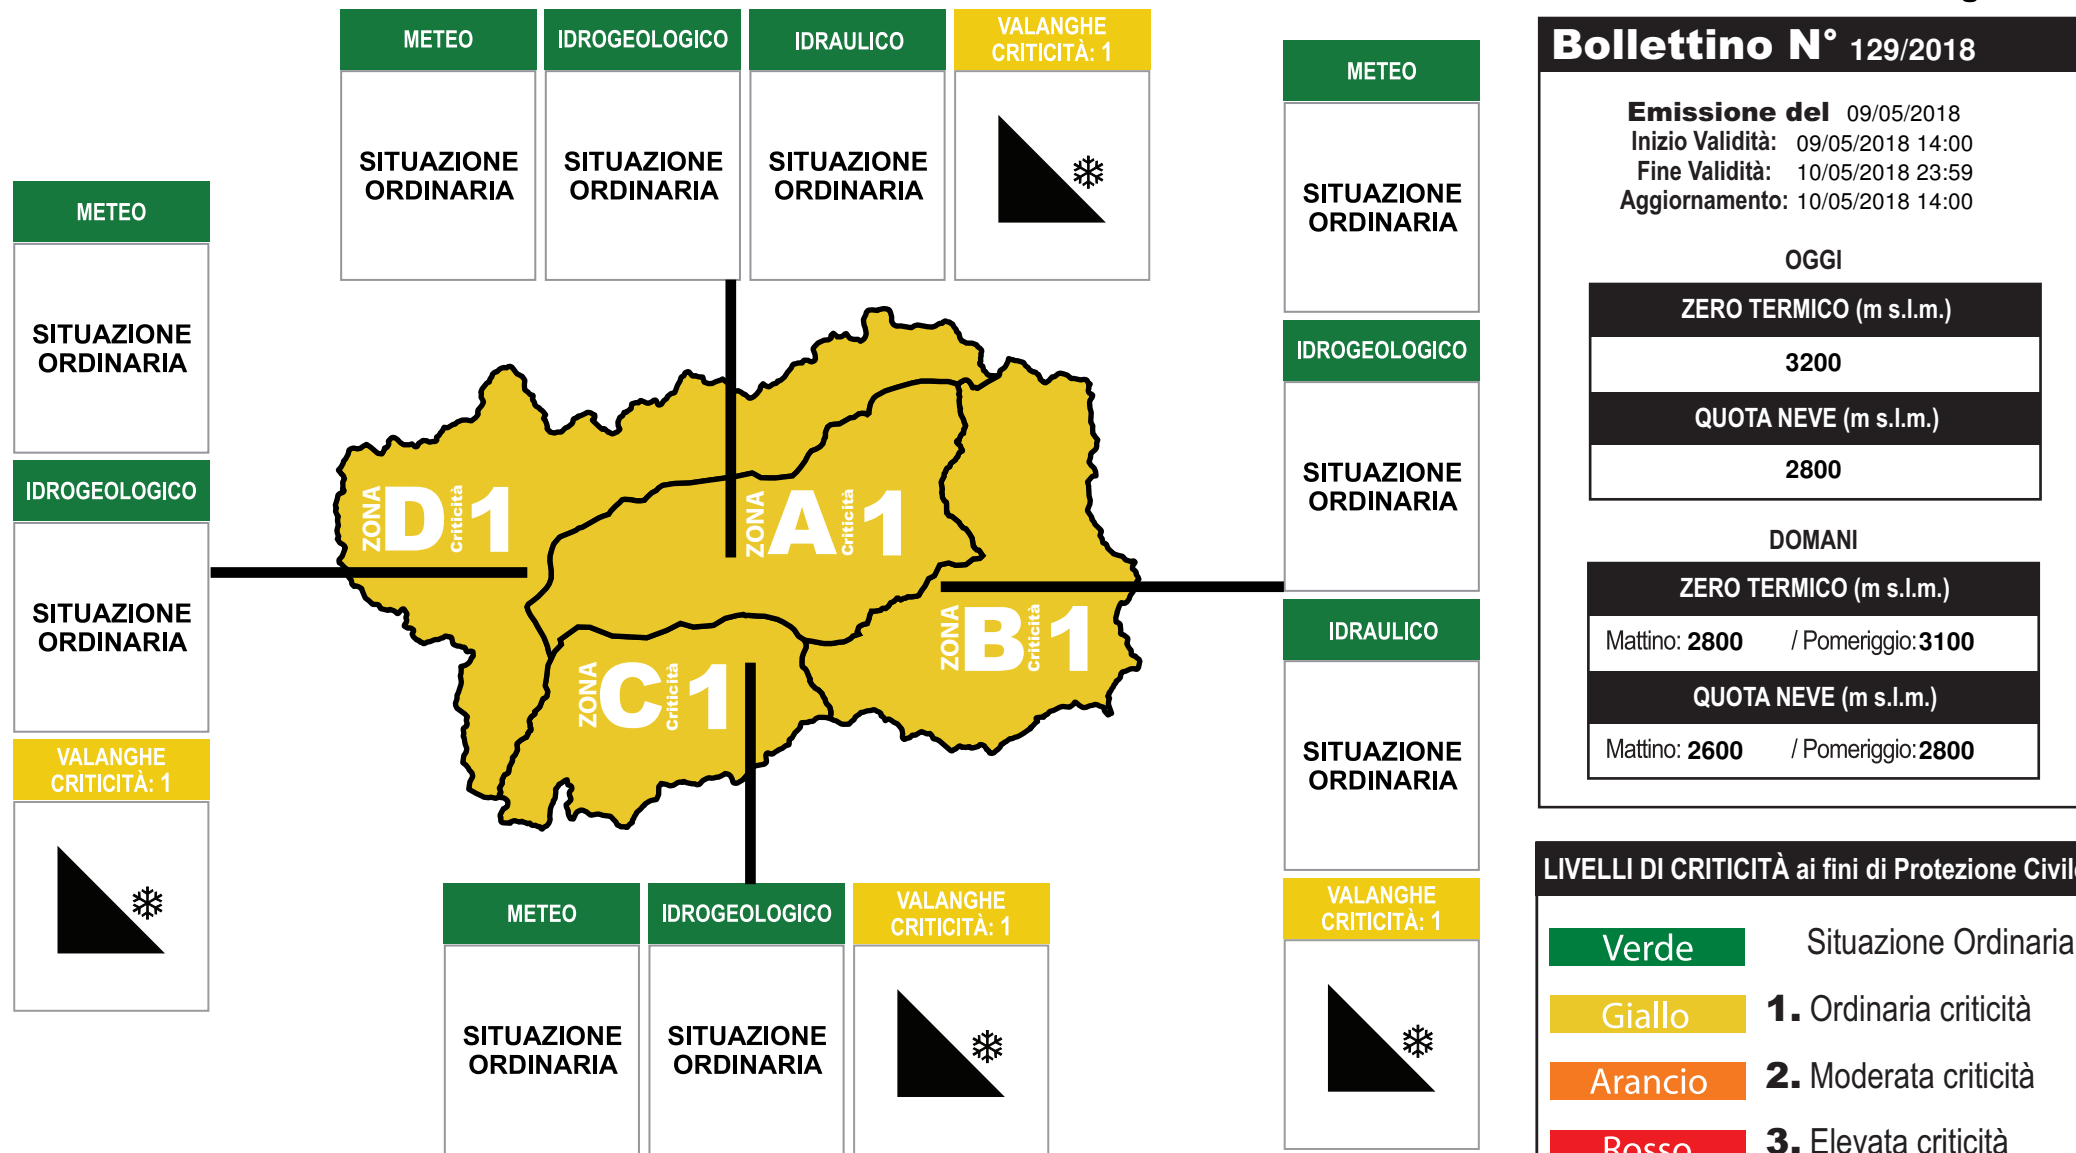 METEO
IDROGEOLOGICO
IDRAULICO
VALANGHE
CRITICITÀ: 1
SITUAZIONE
ORDINARIA
SITUAZIONE
ORDINARIA
SITUAZIONE
ORDINARIA
METEO
SITUAZIONE
ORDINARIA
IDROGEOLOGICO
SITUAZIONE
ORDINARIA
VALANGHE
CRITICITÀ: 1
ZONA D Criticità 1
ZONA A Criticità 1
ZONA B Criticità 1
ZONA C Criticità 1
METEO
IDROGEOLOGICO
VALANGHE
CRITICITÀ: 1
SITUAZIONE
ORDINARIA
SITUAZIONE
ORDINARIA
METEO
SITUAZIONE
ORDINARIA
IDROGEOLOGICO
SITUAZIONE
ORDINARIA
IDRAULICO
SITUAZIONE
ORDINARIA
VALANGHE
CRITICITÀ: 1
Bollettino N° 129/2018
Emissione del 09/05/2018
Inizio Validità: 09/05/2018 14:00
Fine Validità: 10/05/2018 23:59
Aggiornamento: 10/05/2018 14:00
OGGI
ZERO TERMICO (m s.l.m.)
3200
QUOTA NEVE (m s.l.m.)
2800
DOMANI
ZERO TERMICO (m s.l.m.)
Mattino: 2800 / Pomeriggio: 3100
QUOTA NEVE (m s.l.m.)
Mattino: 2600 / Pomeriggio: 2800
LIVELLI DI CRITICITÀ ai fini di Protezione Civile
Verde Situazione Ordinaria
Giallo 1. Ordinaria criticità
Arancio 2. Moderata criticità
Rosso 3. Elevata criticità